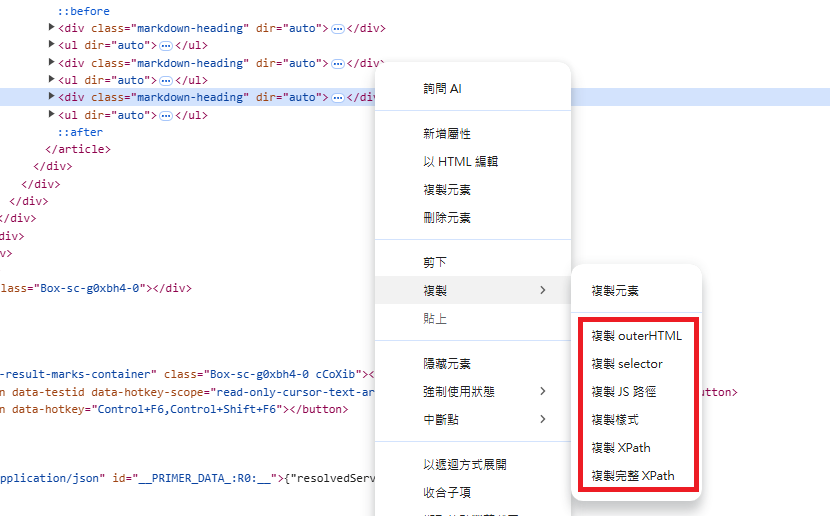 ::before
▶<div class="markdown-heading" dir="auto">⋯</div>
▶<ul dir="auto">⋯</ul>
▶<div class="markdown-heading" dir="auto">⋯</div>
▶<ul dir="auto">⋯</ul>
▶<div class="markdown-heading" dir="auto">⋯</div>
▶<ul dir="auto">⋯</ul>
::after
</article>
</div>
</div>
</div>
</div>
div>
v>
lass="Box-sc-g0xbh4-0"></div>
-result-marks-container" class="Box-sc-g0xbh4-0 cCoXib"><
n data-testid data-hotkey-scope="read-only-cursor-text-ar
utton>
n data-hotkey="Control+F6,Control+Shift+F6"></button>
pplication/json" id="__PRIMER_DATA_:R0:__">{"resolvedServ
詢問 AI
新增屬性
以 HTML 編輯
複製元素
刪除元素
剪下
複製
貼上
隱藏元素
強制使用狀態
中斷點
以遞迴方式展開
收合子項
複製元素
複製 outerHTML
複製 selector
複製 JS 路徑
複製樣式
複製 XPath
複製完整 XPath